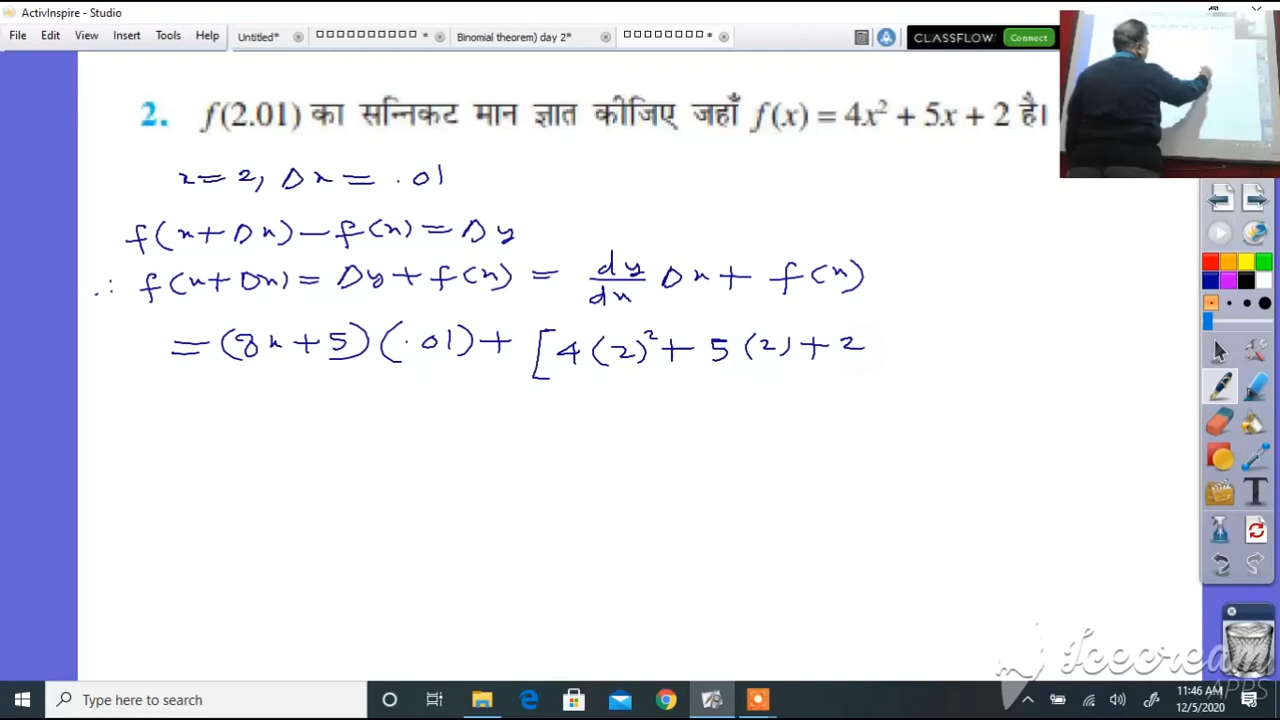 ActivInspire - Studio
File Edit View Insert Tools Help Untitled* * Binomial theorem) day 2* * CLASSFLOW Connect
2. f(2.01) का सन्निकट मान ज्ञात कीजिए जहाँ f(x) = 4x² + 5x + 2 है।
x = 2, Δx = .01
f(x+Δx) - f(x) = Δy
∴ f(x+Δx) = Δy + f(x) = dy/dx Δx + f(x)
= (8x+5)(.01) + [4(2)² + 5(2) + 2
Icecream
APPS
Type here to search
11:46 AM
12/5/2020